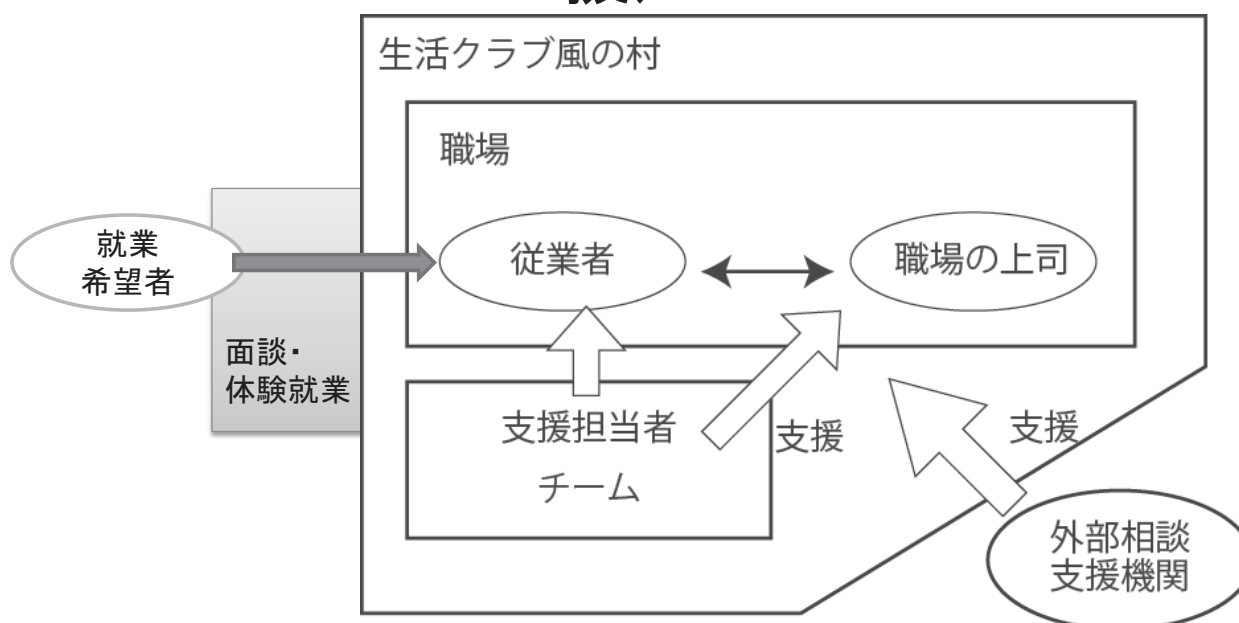 生活クラブ風の村
職場
就業
希望者
従業者
職場の上司
面談・
体験就業
支援担当者
チーム
支援
支援
外部相談
支援機関